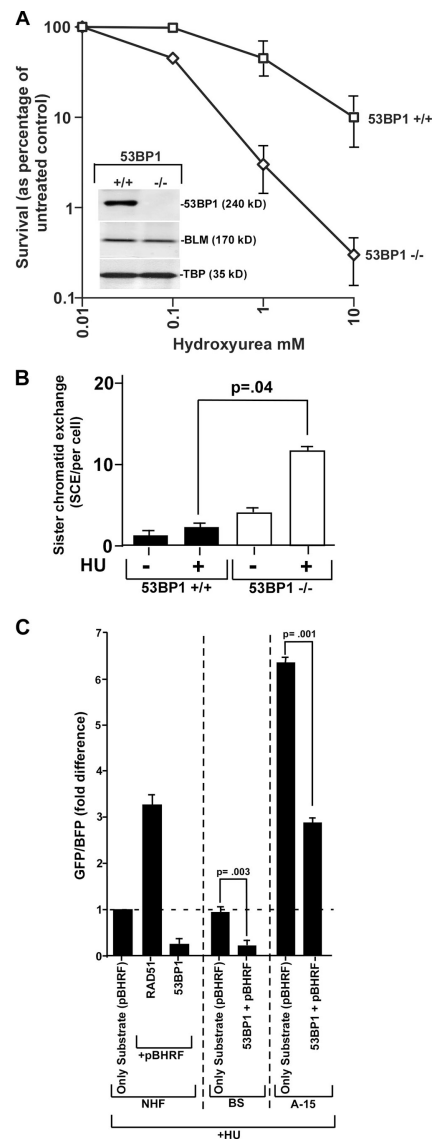 A
Survival (as percentage of
untreated control)
100
10
1
0.1
0.01
0.1
1
10
Hydroxyurea mM
53BP1 +/+
53BP1 -/-
53BP1
+/+
-/-
-53BP1 (240 kD)
-BLM (170 kD)
-TBP (35 kD)
B
Sister chromatid exchange
(SCE/per cell)
20
10
0
p=.04
HU
-
+
-
+
53BP1 +/+
53BP1 -/-
C
GFP/BFP (fold difference)
7
6
5
4
3
2
1
0
p= .003
p= .001
Only Substrate (pBHRF)
RAD51
53BP1
Only Substrate (pBHRF)
53BP1 + pBHRF
Only Substrate (pBHRF)
53BP1 + pBHRF
+pBHRF
NHF
BS
A-15
+HU